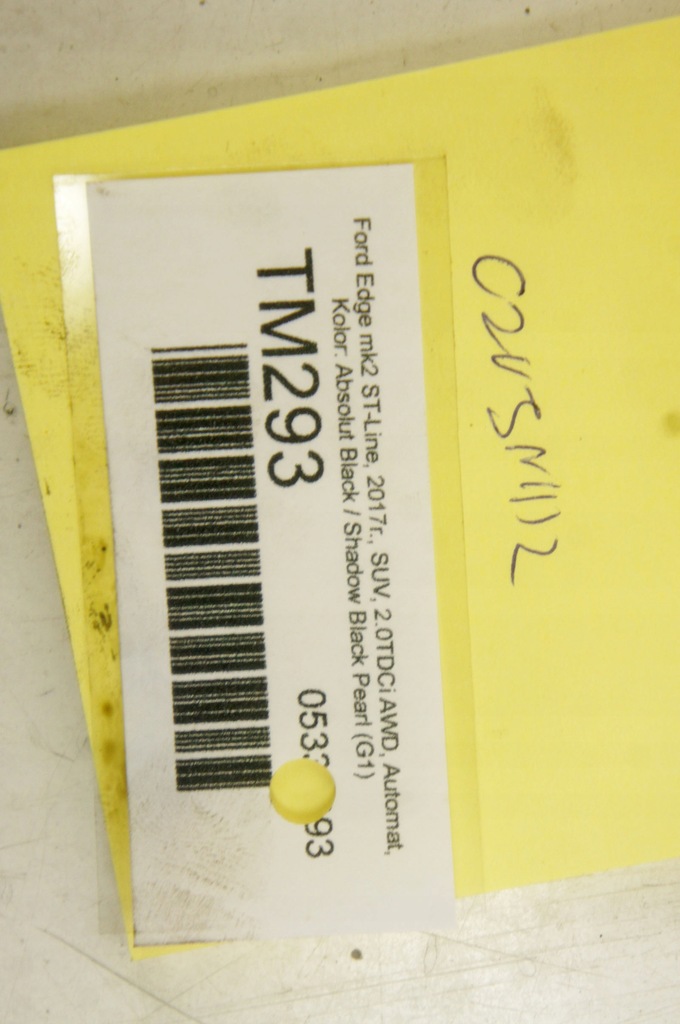 Ford Edge mk2 ST-Line, 2017r., SUV, 2.0TDCi AWD, Automat,
Kolor: Absolut Black / Shadow Black Pearl (G1)
TM293